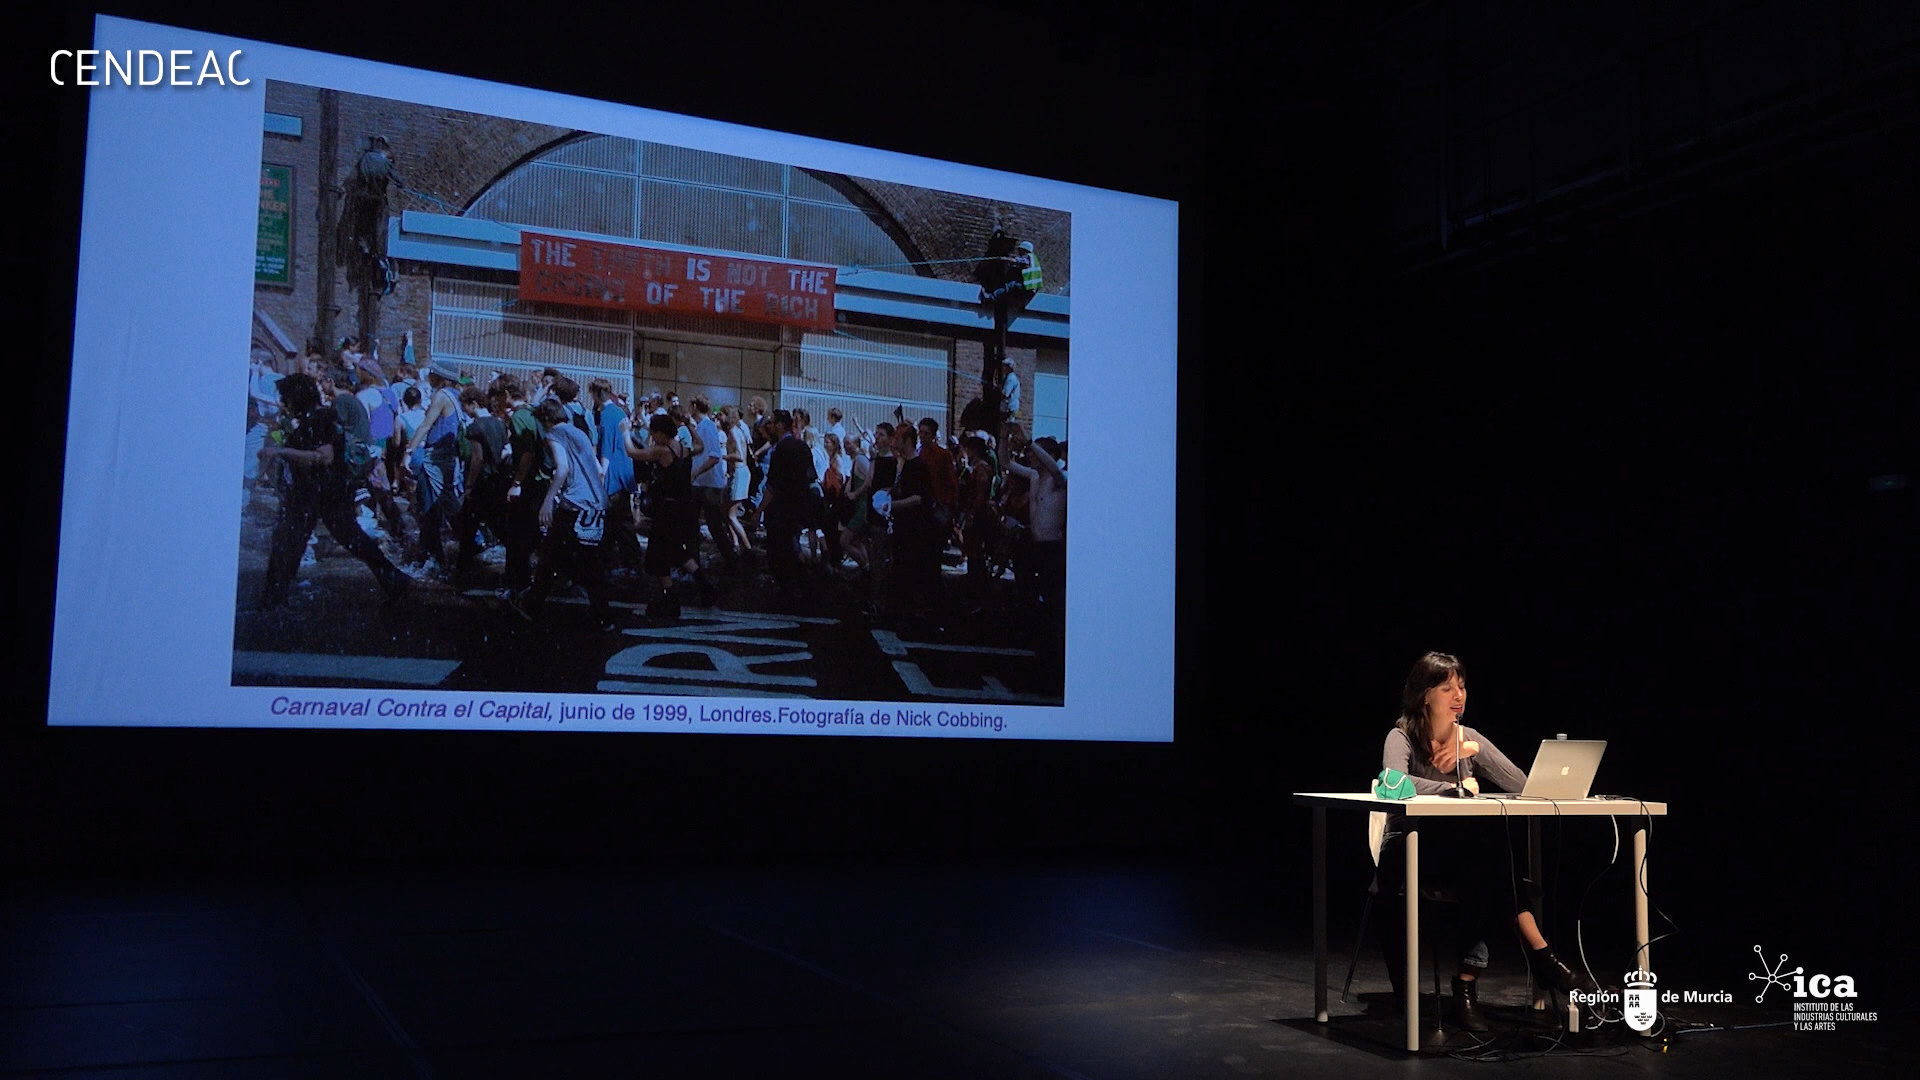 CENDEAC
THE EARTH IS NOT THE
OF THE RICH
Carnaval Contra el Capital, junio de 1999, Londres.Fotografía de Nick Cobbing.
Región de Murcia
ica
INSTITUTO DE LAS
INDUSTRIAS CULTURALES
Y LAS ARTES